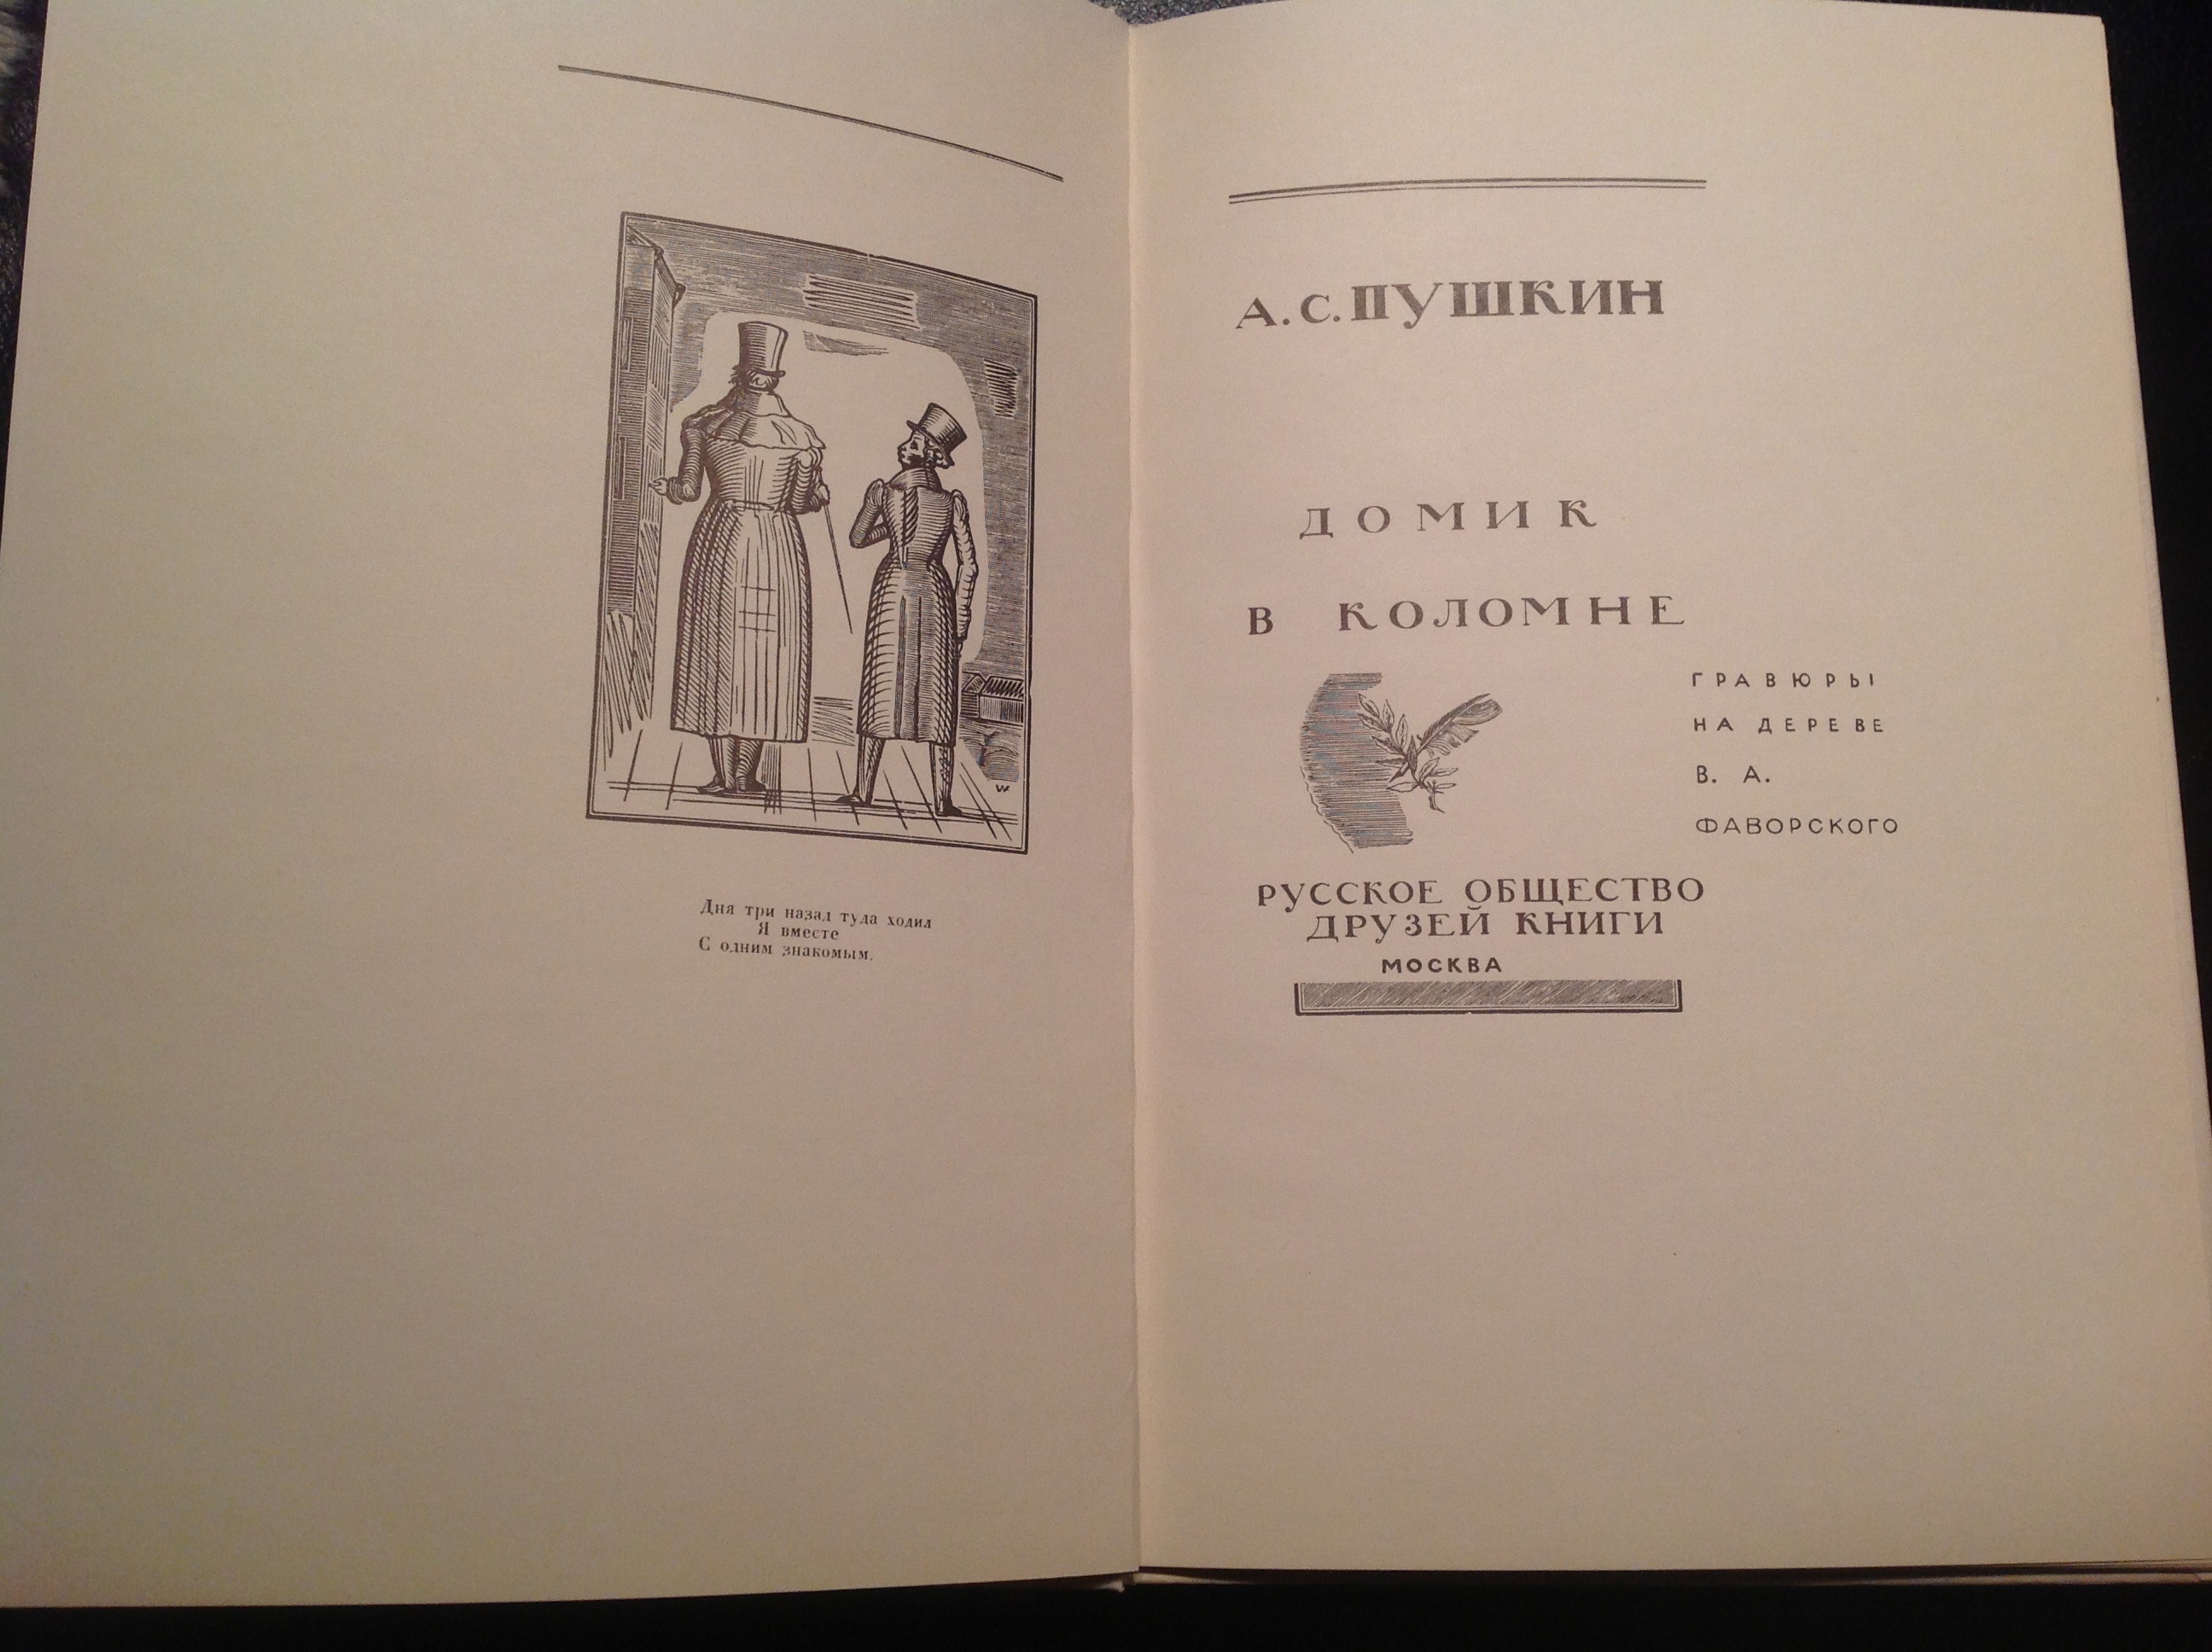 Дня три назад туда ходил
Я вместе
С одним знакомым.
W
А. С. ПУШКИН
ДОМИК
В КОЛОМНЕ
ГРАВЮРЫ
НА ДЕРЕВЕ
В. А.
ФАВОРСКОГО
РУССКОЕ ОБЩЕСТВО
ДРУЗЕЙ КНИГИ
МОСКВА